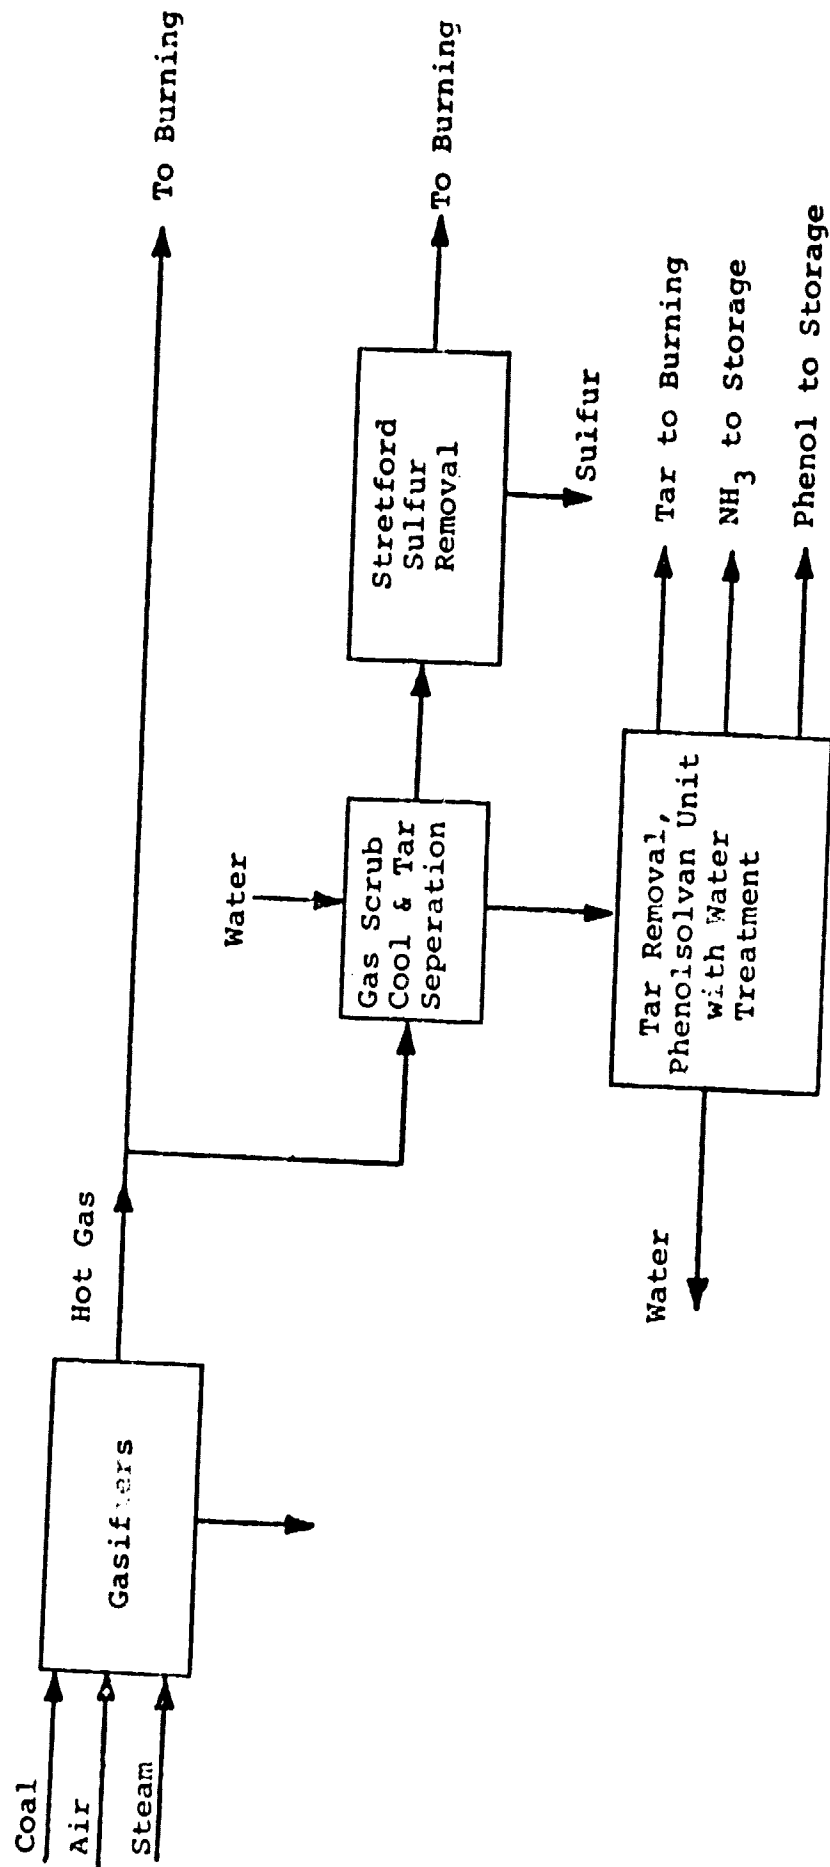 Coal
Air
Steam
Gasifiers
Hot Gas
To Burning
Water
Gas Scrub
Cool & Tar
Seperation
Stretford
Sulfur
Removal
To Burning
Sulfur
Tar Removal,
Phenolsolvan Unit
with Water
Treatment
Water
Tar to Burning
NH3 to Storage
Phenol to Storage